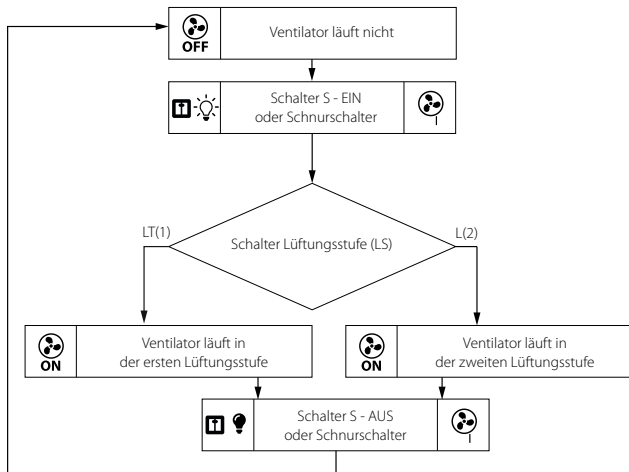 OFF
Ventilator läuft nicht
Schalter S - EIN
oder Schnurschalter
LT(1)
Schalter Lüftungsstufe (LS)
L(2)
ON
Ventilator läuft in
der ersten Lüftungsstufe
ON
Ventilator läuft in
der zweiten Lüftungsstufe
Schalter S - AUS
oder Schnurschalter